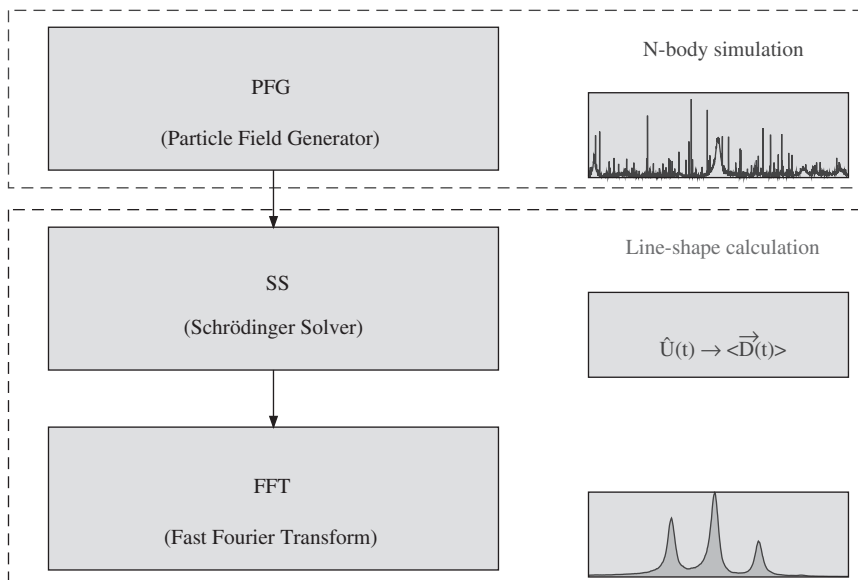 PFG
(Particle Field Generator)
N-body simulation
SS
(Schrödinger Solver)
Line-shape calculation
Û(t) → <D⃗(t)>
FFT
(Fast Fourier Transform)